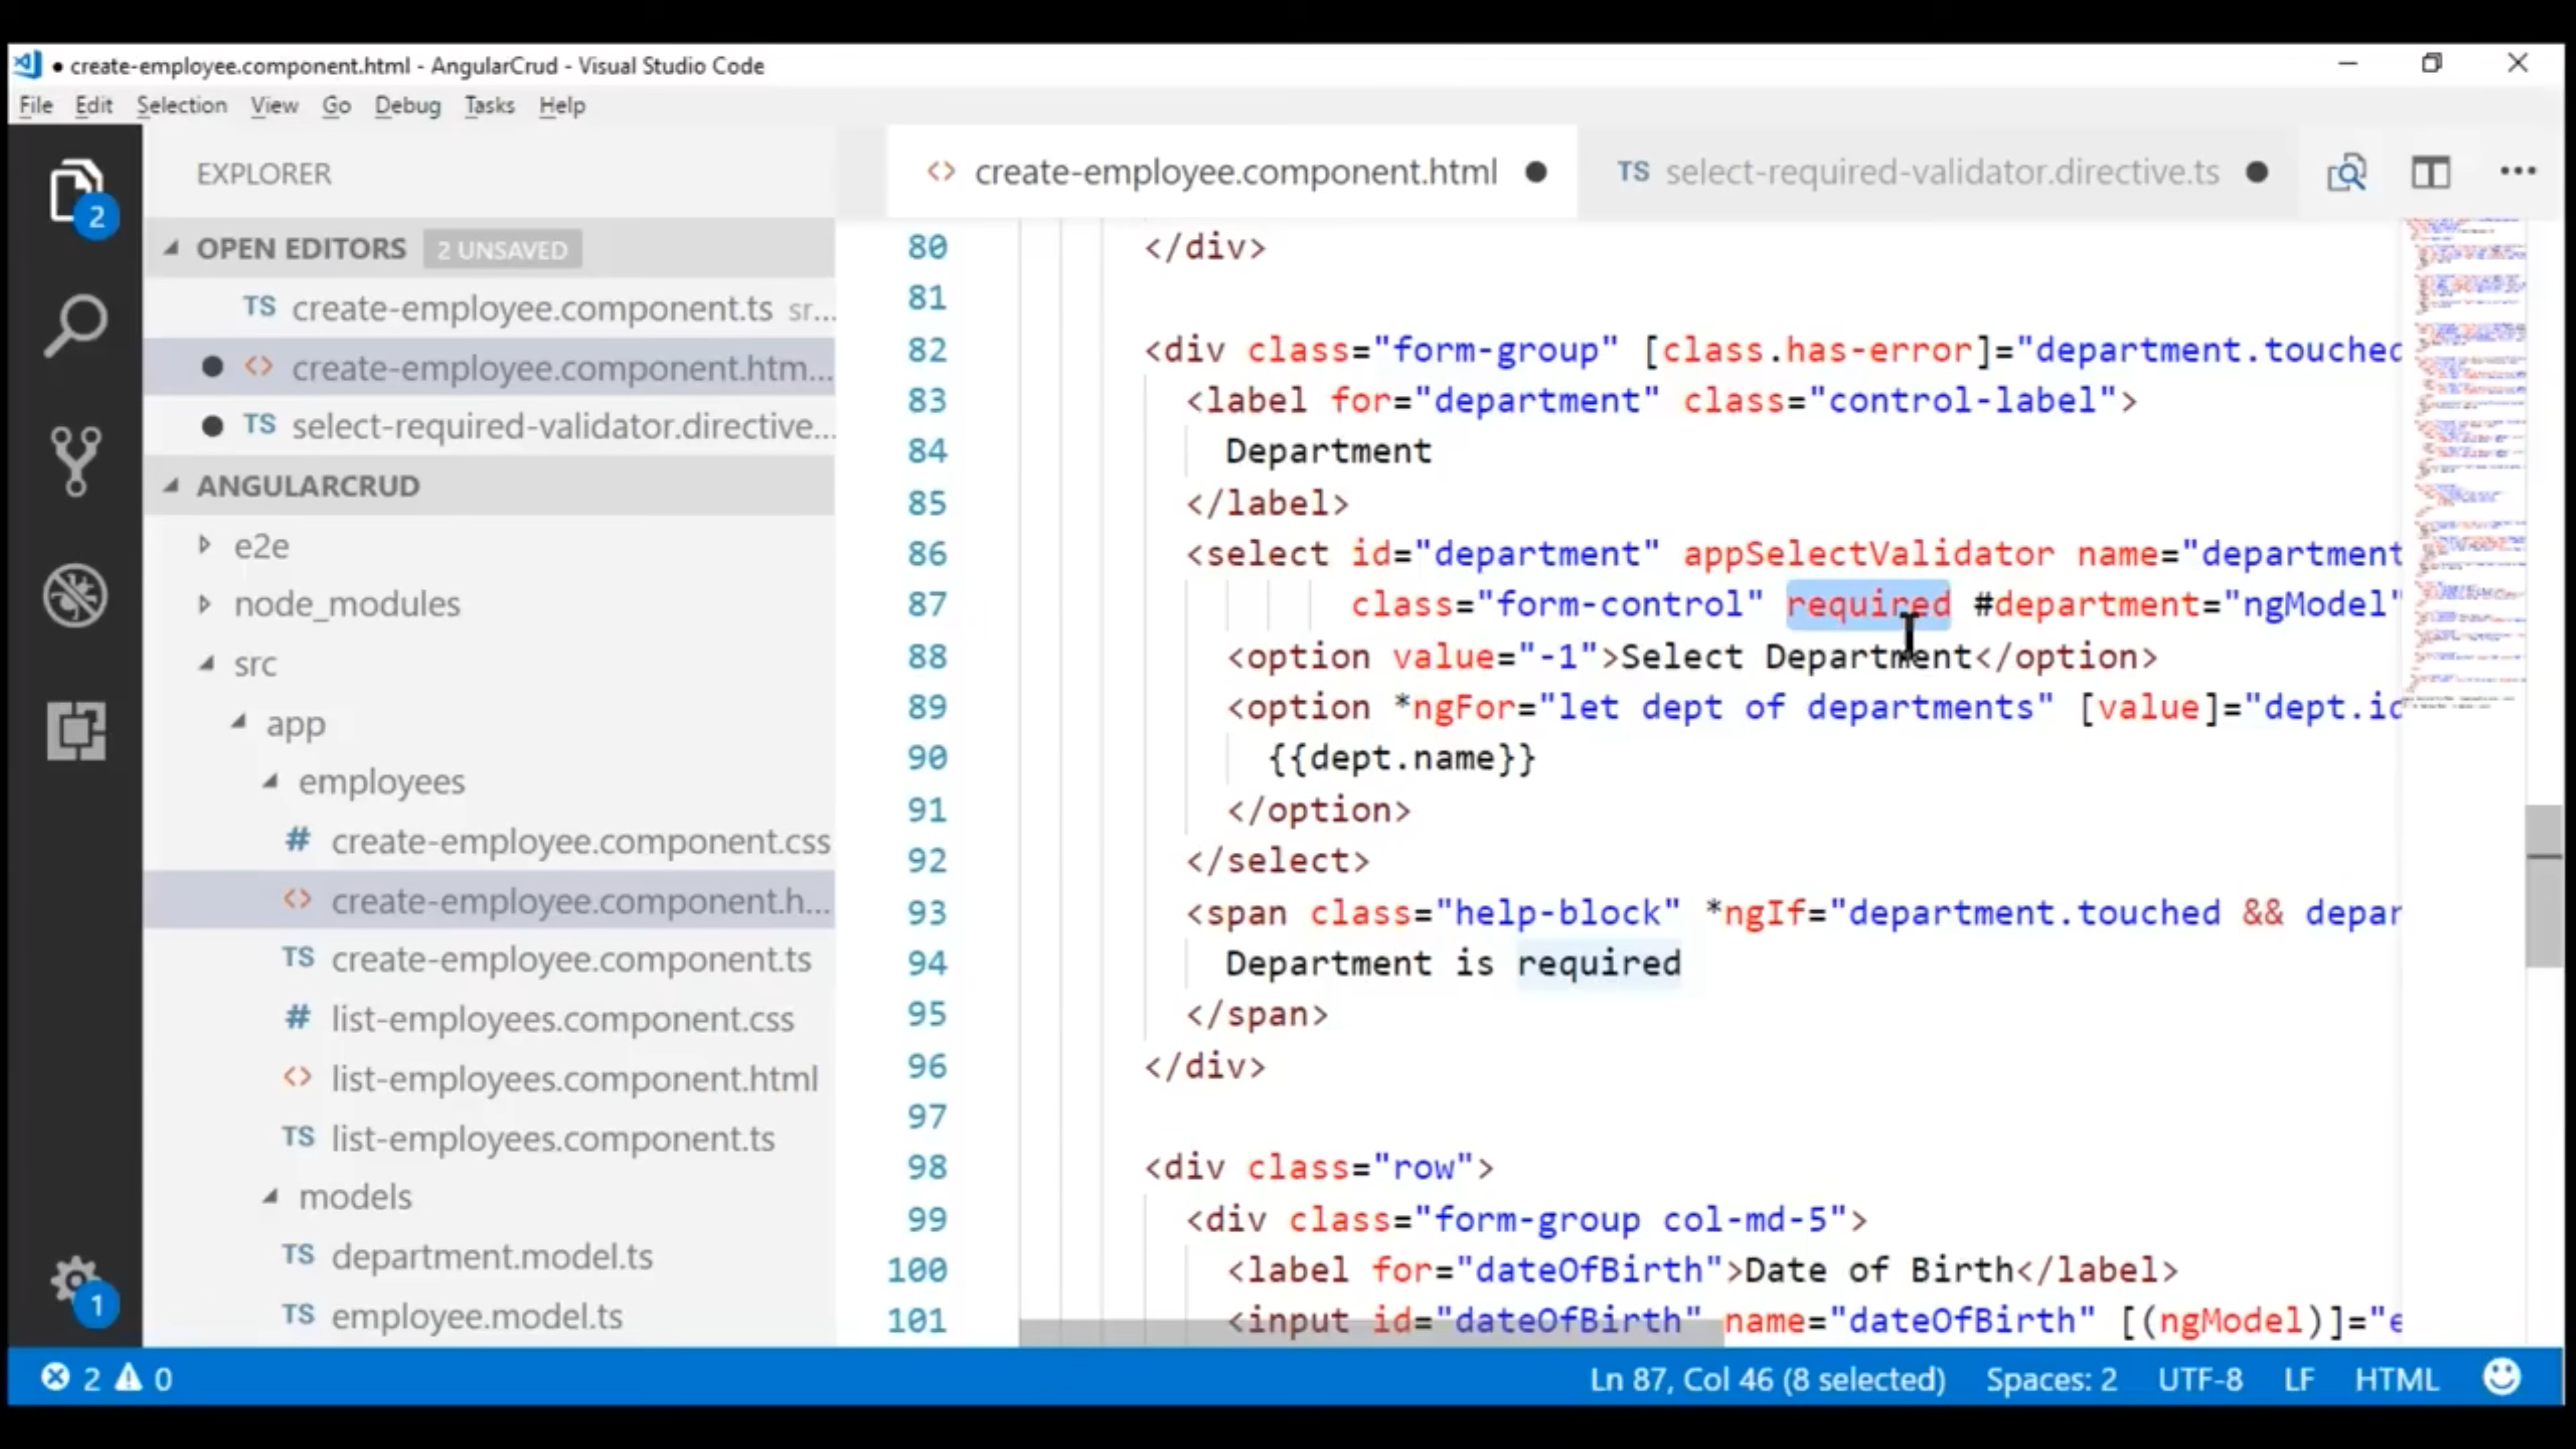 ● create-employee.component.html - AngularCrud - Visual Studio Code
File Edit Selection View Go Debug Tasks Help
EXPLORER
OPEN EDITORS 2 UNSAVED
TS create-employee.component.ts sr...
● <> create-employee.component.htm...
● TS select-required-validator.directive...
ANGULARCRUD
e2e
node_modules
src
app
employees
# create-employee.component.css
<> create-employee.component.h...
TS create-employee.component.ts
# list-employees.component.css
<> list-employees.component.html
TS list-employees.component.ts
models
TS department.model.ts
TS employee.model.ts
2
1
<> create-employee.component.html ● TS select-required-validator.directive.ts ●
80 </div>
81
82 <div class="form-group" [class.has-error]="department.touched
83 <label for="department" class="control-label">
84 Department
85 </label>
86 <select id="department" appSelectValidator name="department
87 class="form-control" required #department="ngModel"
88 <option value="-1">Select Department</option>
89 <option *ngFor="let dept of departments" [value]="dept.id
90 {{dept.name}}
91 </option>
92 </select>
93 <span class="help-block" *ngIf="department.touched && depar
94 Department is required
95 </span>
96 </div>
97
98 <div class="row">
99 <div class="form-group col-md-5">
100 <label for="dateOfBirth">Date of Birth</label>
101 <input id="dateOfBirth" name="dateOfBirth" [(ngModel)]="e
2 0 Ln 87, Col 46 (8 selected) Spaces: 2 UTF-8 LF HTML